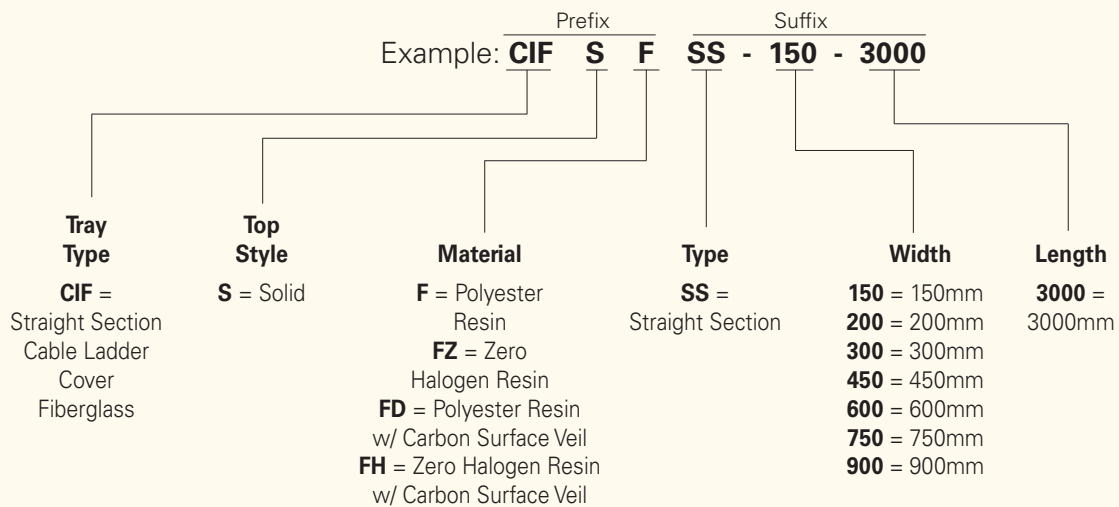 Prefix Suffix
Example: CIF S F SS - 150 - 3000
Tray
Type
CIF =
Straight Section
Cable Ladder
Cover
Fiberglass
Top
Style
S = Solid
Material
F = Polyester
Resin
FZ = Zero
Halogen Resin
FD = Polyester Resin
w/ Carbon Surface Veil
FH = Zero Halogen Resin
w/ Carbon Surface Veil
Type
SS =
Straight Section
Width
150 = 150mm
200 = 200mm
300 = 300mm
450 = 450mm
600 = 600mm
750 = 750mm
900 = 900mm
Length
3000 =
3000mm